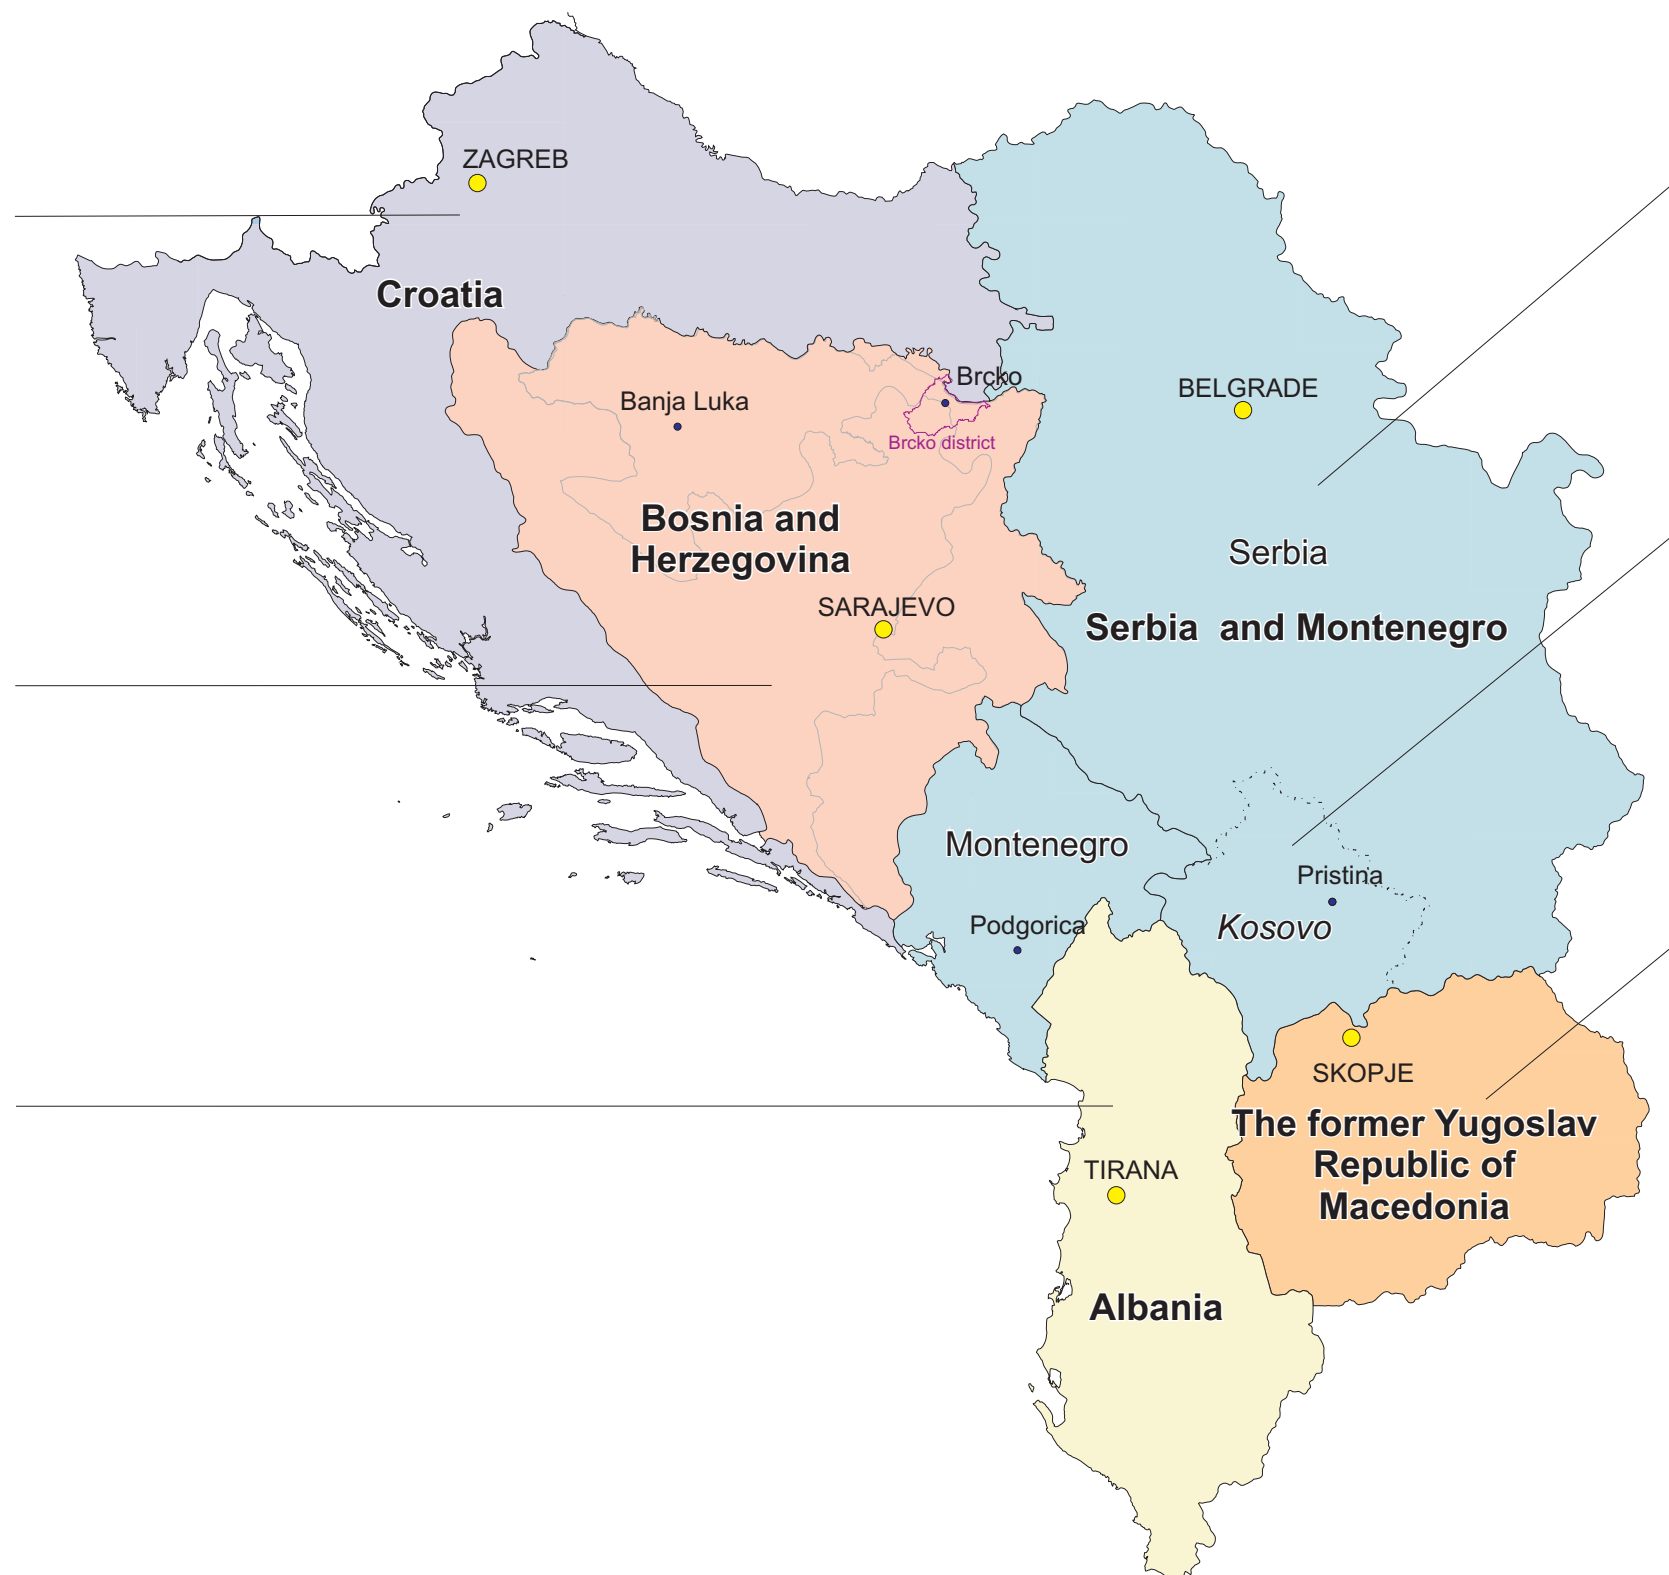 ZAGREB
Croatia
Brcko
BELGRADE
Banja Luka
Brcko district
Bosnia and
Herzegovina
Serbia
SARAJEVO
Serbia and Montenegro
Montenegro
Pristina
Podgorica
Kosovo
SKOPJE
The former Yugoslav
Republic of
Macedonia
TIRANA
Albania